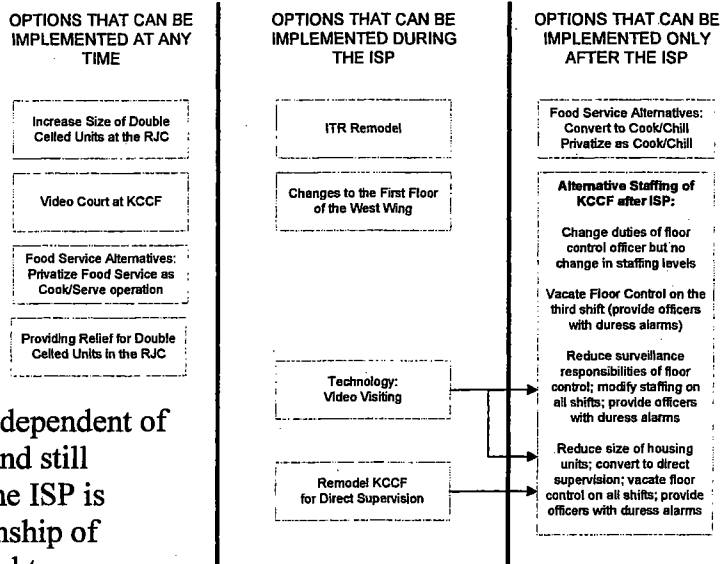 OPTIONS THAT CAN BE
IMPLEMENTED AT ANY
TIME
Increase Size of Double
Celled Units at the RJC
Video Court at KCCF
Food Service Alternatives:
Privatize Food Service as
Cook/Serve operation
Providing Relief for Double
Celled Units in the RJC
dependent of
nd still
ne ISP is
nship of
OPTIONS THAT CAN BE
IMPLEMENTED DURING
THE ISP
ITR Remodel
Changes to the First Floor
of the West Wing
Technology:
Video Visiting
Remodel KCCF
for Direct Supervision
OPTIONS THAT CAN BE
IMPLEMENTED ONLY
AFTER THE ISP
Food Service Alternatives:
Convert to Cook/Chill
Privatize as Cook/Chill
Alternative Staffing of
KCCF after ISP:
Change duties of floor
control officer but no
change in staffing levels
Vacate Floor Control on the
third shift (provide officers
with duress alarms)
Reduce surveillance
responsibilities of floor
control; modify staffing on
all shifts; provide officers
with duress alarms
Reduce size of housing
units; convert to direct
supervision; vacate floor
control on all shifts; provide
officers with duress alarms